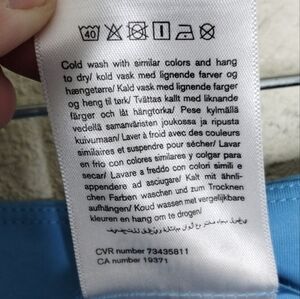 40
Cold wash with similar colors and hang
to dry/ kold vask med lignende farver og
hængetørre/ Kald vask med lignende farger
og heng til tørk/ Tvättas kallt med liknande
färger och låt hängtorka/ Pese kylmällä
vedellä samanväristen joukossa ja ripusta
kuivumaan/ Laver à froid avec des couleurs
similaires et suspendre pour sécher/ Lavar
en frio con colores similares y colgar para
secar/ Lavare a freddo con colori simili e
appendere ad asciugare/ Kalt mit ähnli-
chen Farben waschen und zum Trocknen
aufhängen/ Koud wassen met vergelijkbare
kleuren en hang om te drogen/
CVR number 73435811
CA number 19371